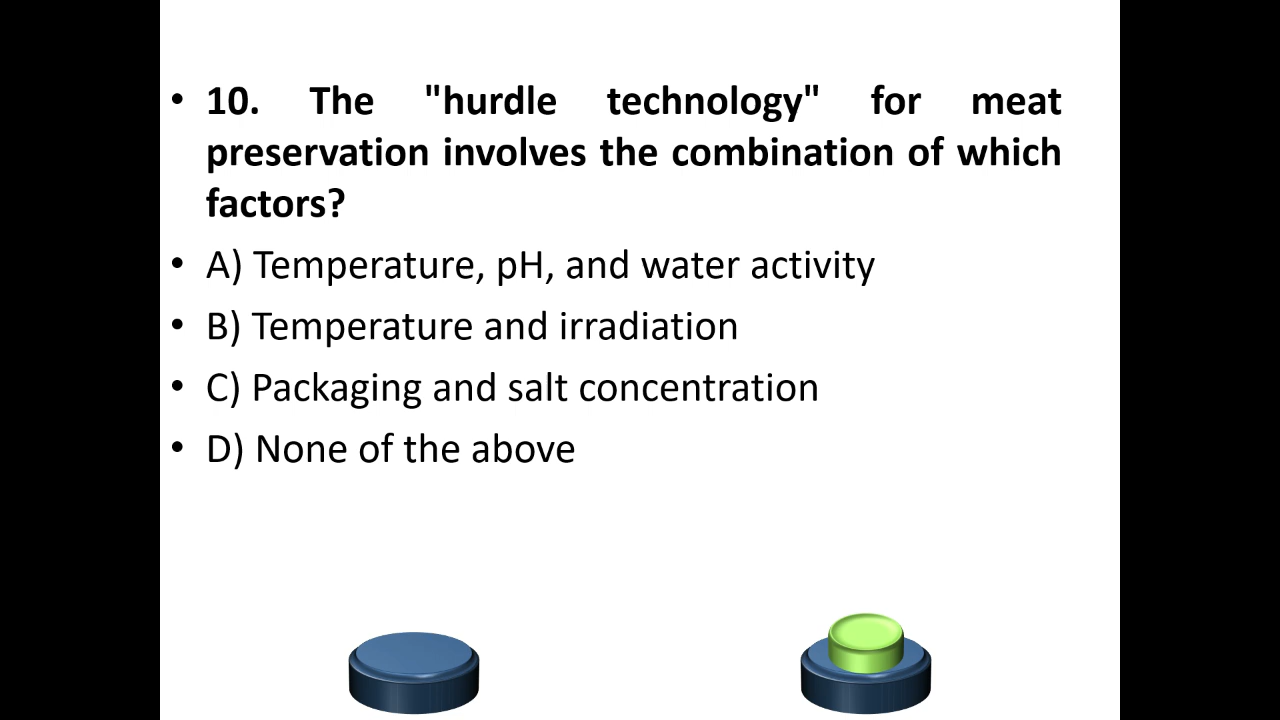 • 10. The "hurdle technology" for meat
preservation involves the combination of which
factors?
• A) Temperature, pH, and water activity
• B) Temperature and irradiation
• C) Packaging and salt concentration
• D) None of the above